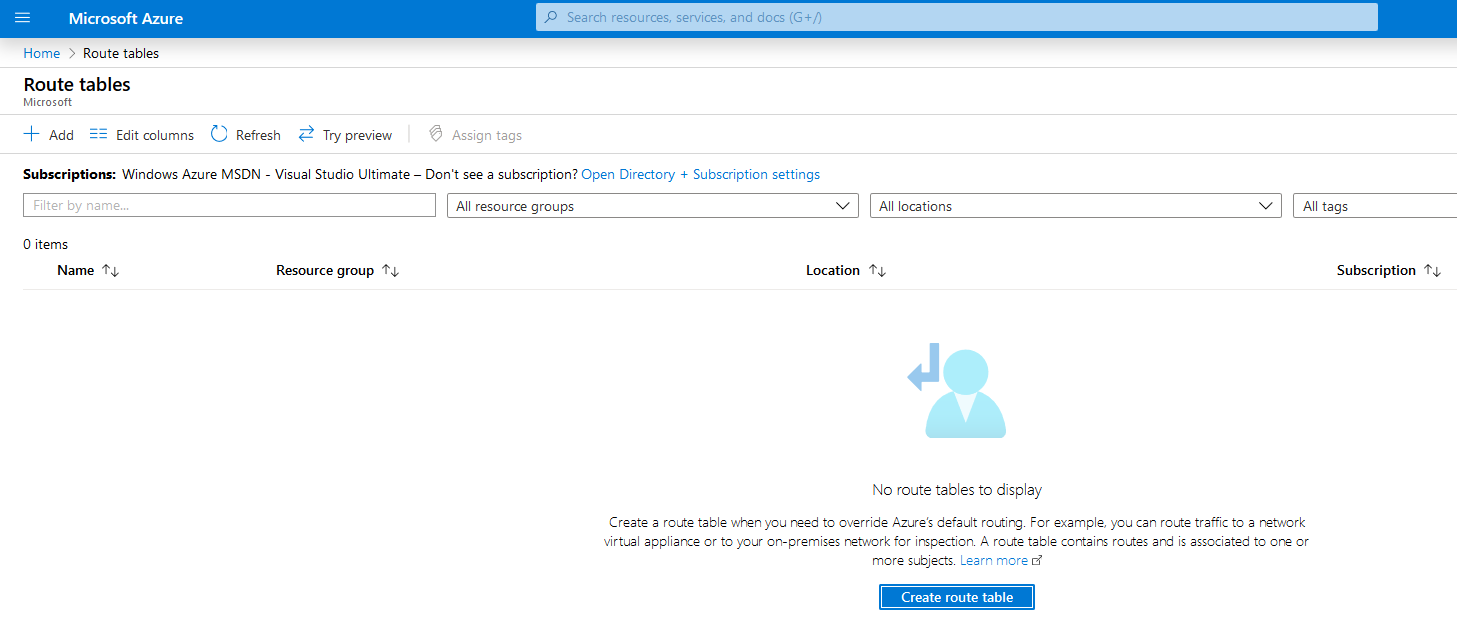 Microsoft Azure
Search resources, services, and docs (G+/)
Home > Route tables
Route tables
Microsoft
Add Edit columns Refresh Try preview Assign tags
Subscriptions: Windows Azure MSDN - Visual Studio Ultimate – Don't see a subscription? Open Directory + Subscription settings
Filter by name... All resource groups All locations All tags
0 items
Name Resource group Location Subscription
No route tables to display
Create a route table when you need to override Azure's default routing. For example, you can route traffic to a network
virtual appliance or to your on-premises network for inspection. A route table contains routes and is associated to one or
more subjects. Learn more
Create route table